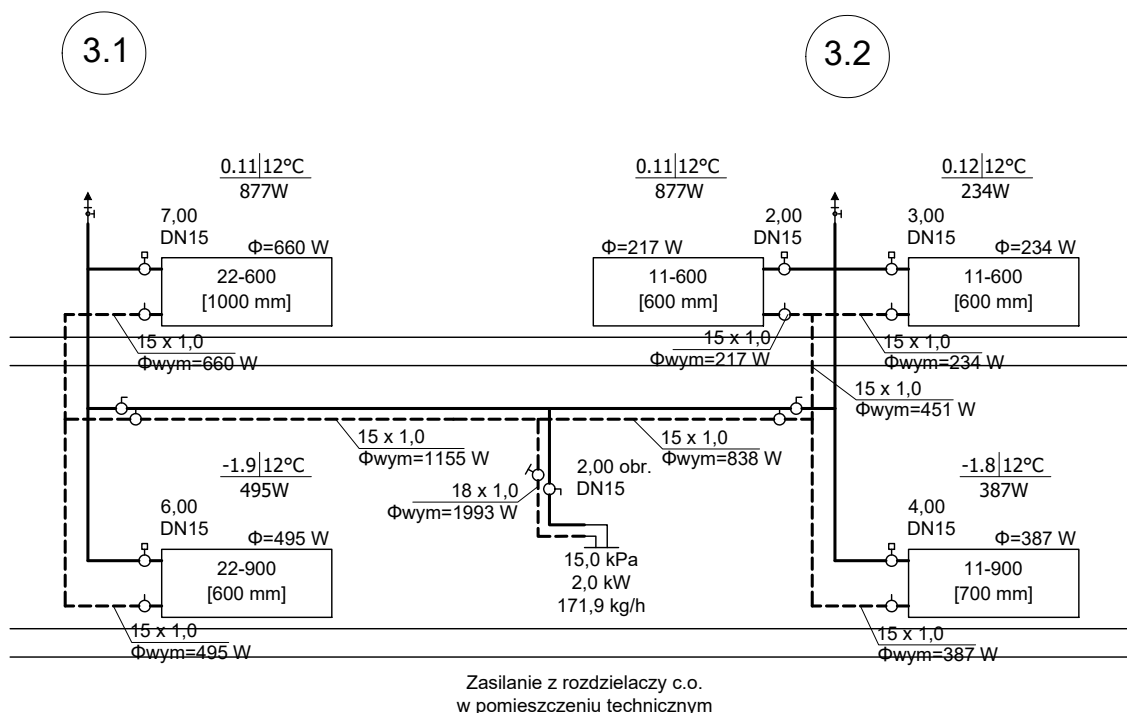 3.1
3.2
0.11|12°C
877W
0.11|12°C
877W
0.12|12°C
234W
7,00
DN15
Φ=660 W
22-600
[1000 mm]
15 x 1,0
Φwym=660 W
Φ=217 W
2,00
DN15
11-600
[600 mm]
15 x 1,0
Φwym=217 W
3,00
DN15
Φ=234 W
11-600
[600 mm]
15 x 1,0
Φwym=234 W
15 x 1,0
Φwym=451 W
15 x 1,0
Φwym=1155 W
15 x 1,0
Φwym=838 W
-1.9|12°C
495W
6,00
DN15
Φ=495 W
22-900
[600 mm]
15 x 1,0
Φwym=495 W
18 x 1,0
Φwym=1993 W
2,00 obr.
DN15
15,0 kPa
2,0 kW
171,9 kg/h
-1.8|12°C
387W
4,00
DN15
Φ=387 W
11-900
[700 mm]
15 x 1,0
Φwym=387 W
Zasilanie z rozdzielaczy c.o.
w pomieszczeniu technicznym